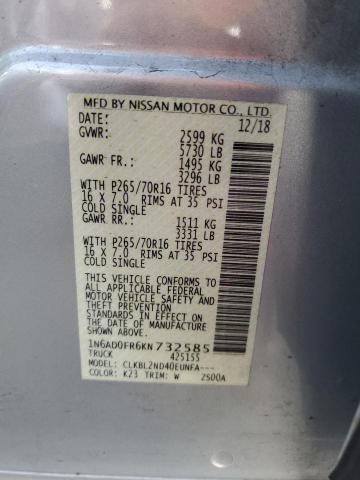 MFD BY NISSAN MOTOR CO., LTD.
DATE: 12/18
GVWR: 2599 KG
5730 LB
GAWR FR.: 1495 KG
3296 LB
WITH P265/70R16 TIRES
16 X 7.0 RIMS AT 35 PSI
COLD SINGLE
GAWR RR.: 1511 KG
3331 LB
WITH P265/70R16 TIRES
16 X 7.0 RIMS AT 35 PSI
COLD SINGLE
THIS VEHICLE CONFORMS TO
ALL APPLICABLE FEDERAL
MOTOR VEHICLE SAFETY
STANDARDS IN EFFECT ON
THE DATE OF MANUFACTURE
SHOWN ABOVE.
1N6AD0FR6KN732585
TRUCK 425155
MODEL: CLKBL2ND40EUNFA---
COLOR: K23 TRIM: W 2500A